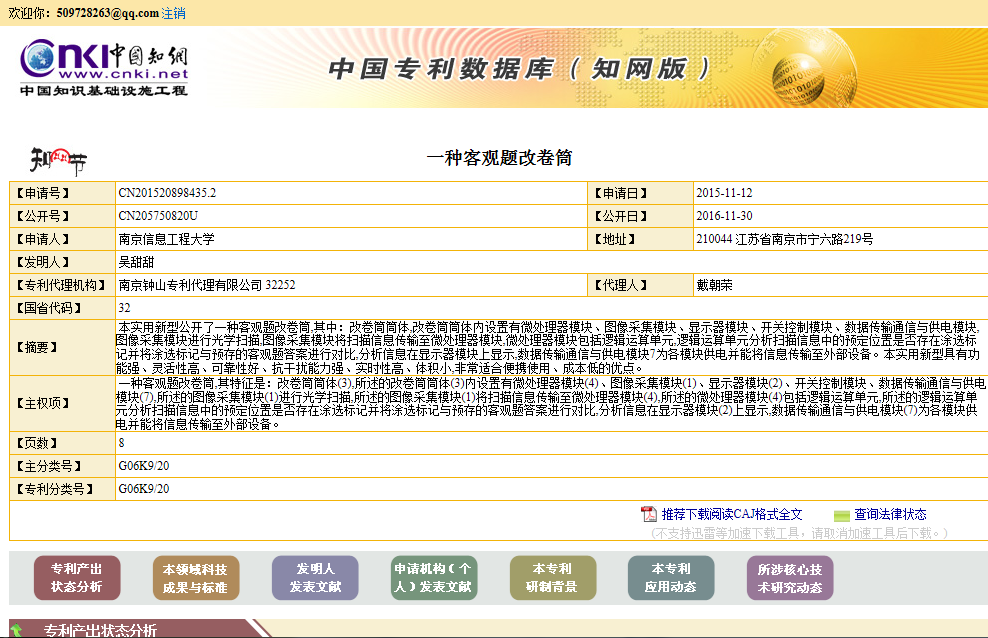 欢迎你：509728263@qq.com 注销
CNKI中国知网
www.cnki.net
中国知识基础设施工程
中国专利数据库（知网版）
知 节
一种客观题改卷筒
【申请号】 CN201520898435.2 【申请日】 2015-11-12
【公开号】 CN205750820U 【公开日】 2016-11-30
【申请人】 南京信息工程大学 【地址】 210044 江苏省南京市宁六路219号
【发明人】 吴甜甜
【专利代理机构】 南京钟山专利代理有限公司 32252 【代理人】 戴朝荣
【国省代码】 32
【摘要】 本实用新型公开了一种客观题改卷筒,其中：改卷筒筒体,改卷筒筒体内设置有微处理器模块、图像采集模块、显示器模块、开关控制模块、数据传输通信与供电模块,
图像采集模块进行光学扫描,图像采集模块将扫描信息传输至微处理器模块,微处理器模块包括逻辑运算单元,逻辑运算单元分析扫描信息中的预定位置是否存在涂选标
记并将涂选标记与预存的客观题答案进行对比,分析信息在显示器模块上显示,数据传输通信与供电模块7为各模块供电并能将信息传输至外部设备。本实用新型具有功
能强、灵活性高、可靠性好、抗干扰能力强、实时性高、体积小,非常适合便携使用、成本低的优点。
【主权项】 一种客观题改卷筒,其特征是：改卷筒筒体(3),所述的改卷筒筒体(3)内设置有微处理器模块(4)、图像采集模块(1)、显示器模块(2)、开关控制模块、数据传输通信与供电
模块(7),所述的图像采集模块(1)进行光学扫描,所述的图像采集模块(1)将扫描信息传输至微处理器模块(4),所述的微处理器模块(4)包括逻辑运算单元,所述的逻辑运算单
元分析扫描信息中的预定位置是否存在涂选标记并将涂选标记与预存的客观题答案进行对比,分析信息在显示器模块(2)上显示,数据传输通信与供电模块(7)为各模块供
电并能将信息传输至外部设备。
【页数】 8
【主分类号】 G06K9/20
【专利分类号】 G06K9/20
推荐下载阅读CAJ格式全文 查询法律状态
（不支持迅雷等加速下载工具，请取消加速工具后下载。）
专利产出
状态分析
本领域科技
成果与标准
发明人
发表文献
申请机构（个
人）发表文献
本专利
研制背景
本专利
应用动态
所涉核心技
术研究动态
专利产出状态分析